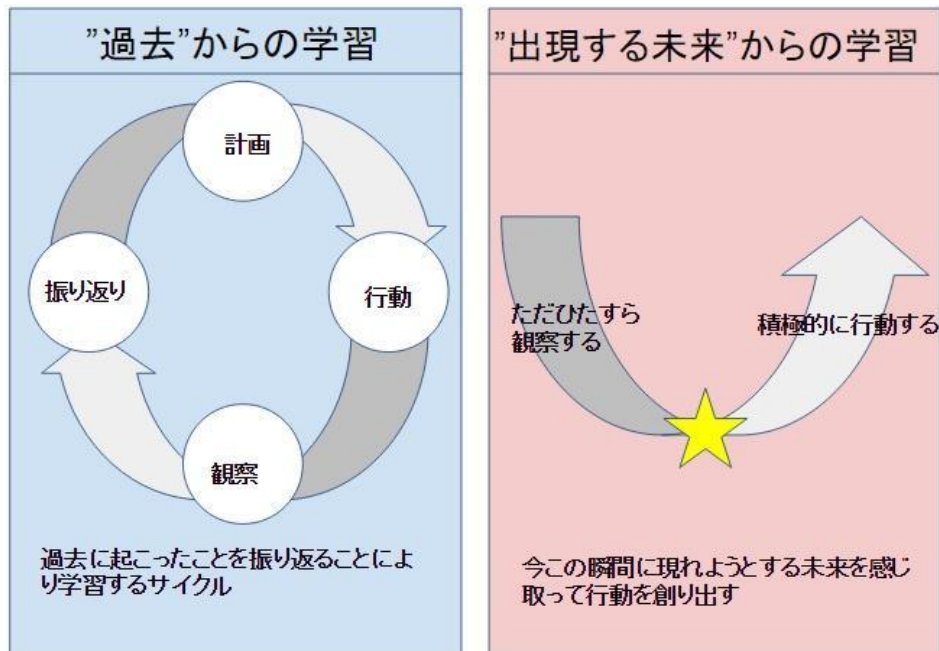 ”過去”からの学習
計画
振り返り
行動
観察
過去に起こったことを振り返ることによ
り学習するサイクル
”出現する未来”からの学習
ただひたすら
観察する
積極的に行動する
今この瞬間に現れようとする未来を感じ
取って行動を創り出す